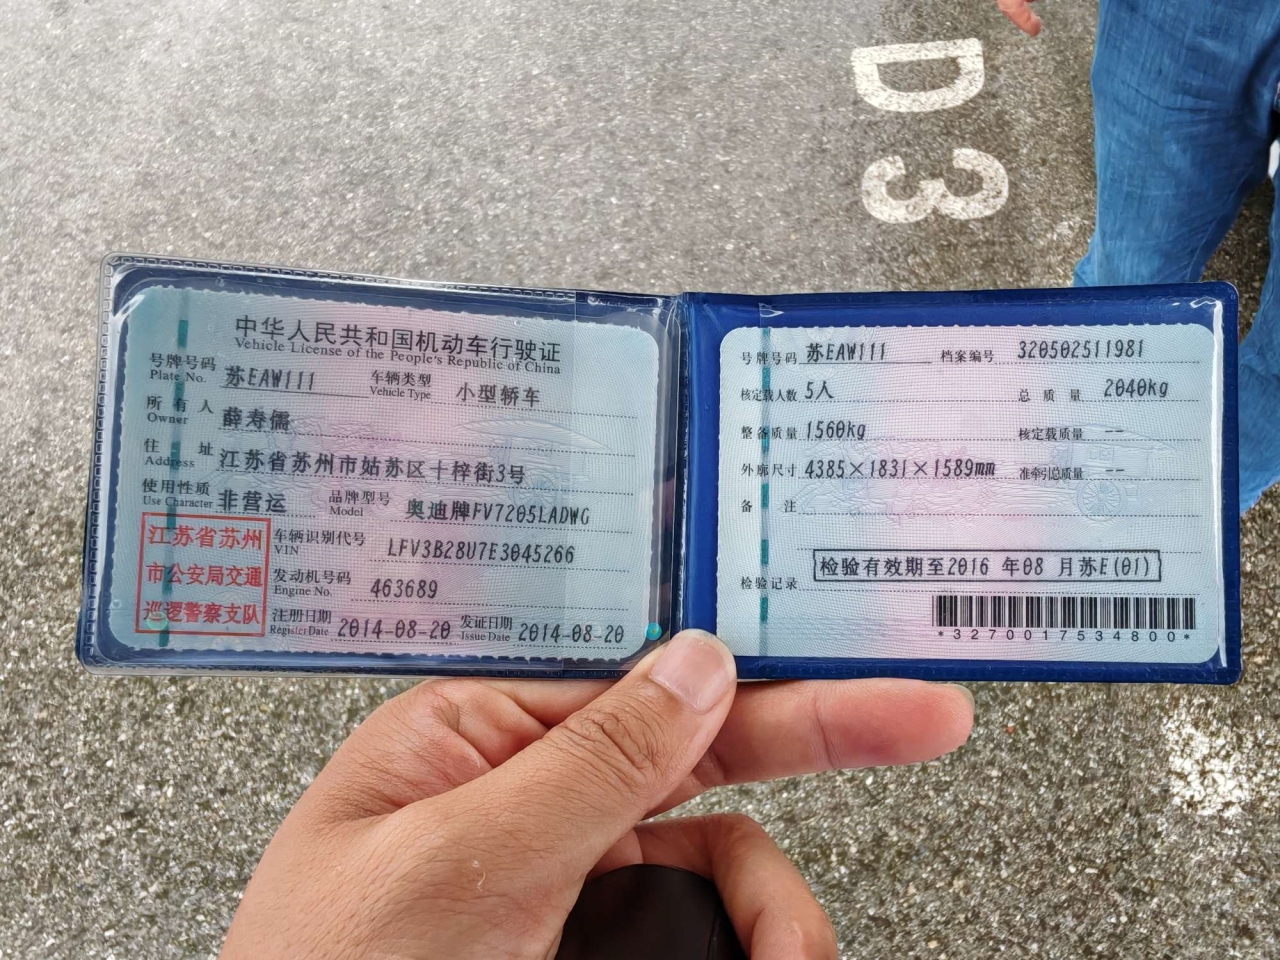 D3
中华人民共和国机动车行驶证
Vehicle License of the People's Republic of China
号牌号码 苏EAW111 车辆类型 小型轿车
Plate No. Vehicle Type
所有人 薛寿儒
Owner
住址 江苏省苏州市姑苏区十梓街3号
Address
使用性质 非营运 品牌型号 奥迪牌FV7205LADWG
Use Character Model
江苏省苏州
市公安局交通
巡逻警察支队
车辆识别代号 LFV3B28U7E3045266
VIN
发动机号码 463689
Engine No.
注册日期 2014-08-20 发证日期 2014-08-20
Register Date Issue Date
号牌号码 苏EAW111 档案编号 320502511981
核定载人数 5人 总质量 2040kg
整备质量 1560kg 核定载质量 --
外廓尺寸 4385×1831×1589mm 准牵引总质量 --
备注
检验记录 检验有效期至2016 年08 月苏E(01)
*3270017534800*